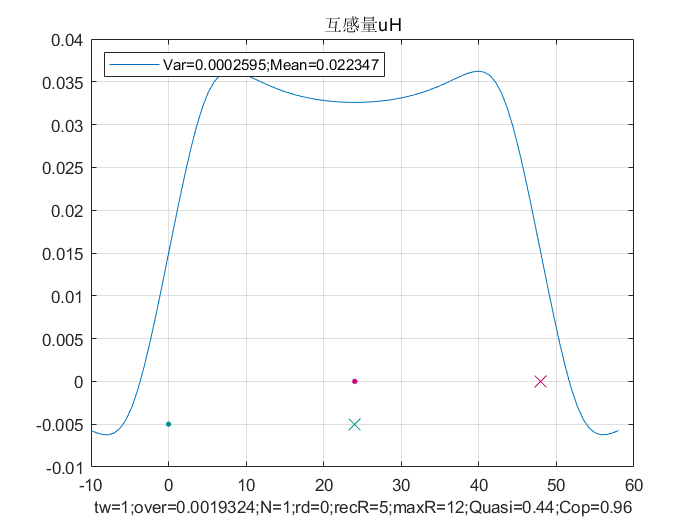 互感量uH
0.04
Var=0.0002595;Mean=0.022347
0.035
0.03
0.025
0.02
0.015
0.01
0.005
0
-0.005
-0.01
-10 0 10 20 30 40 50 60
tw=1;over=0.0019324;N=1;rd=0;recR=5;maxR=12;Quasi=0.44;Cop=0.96